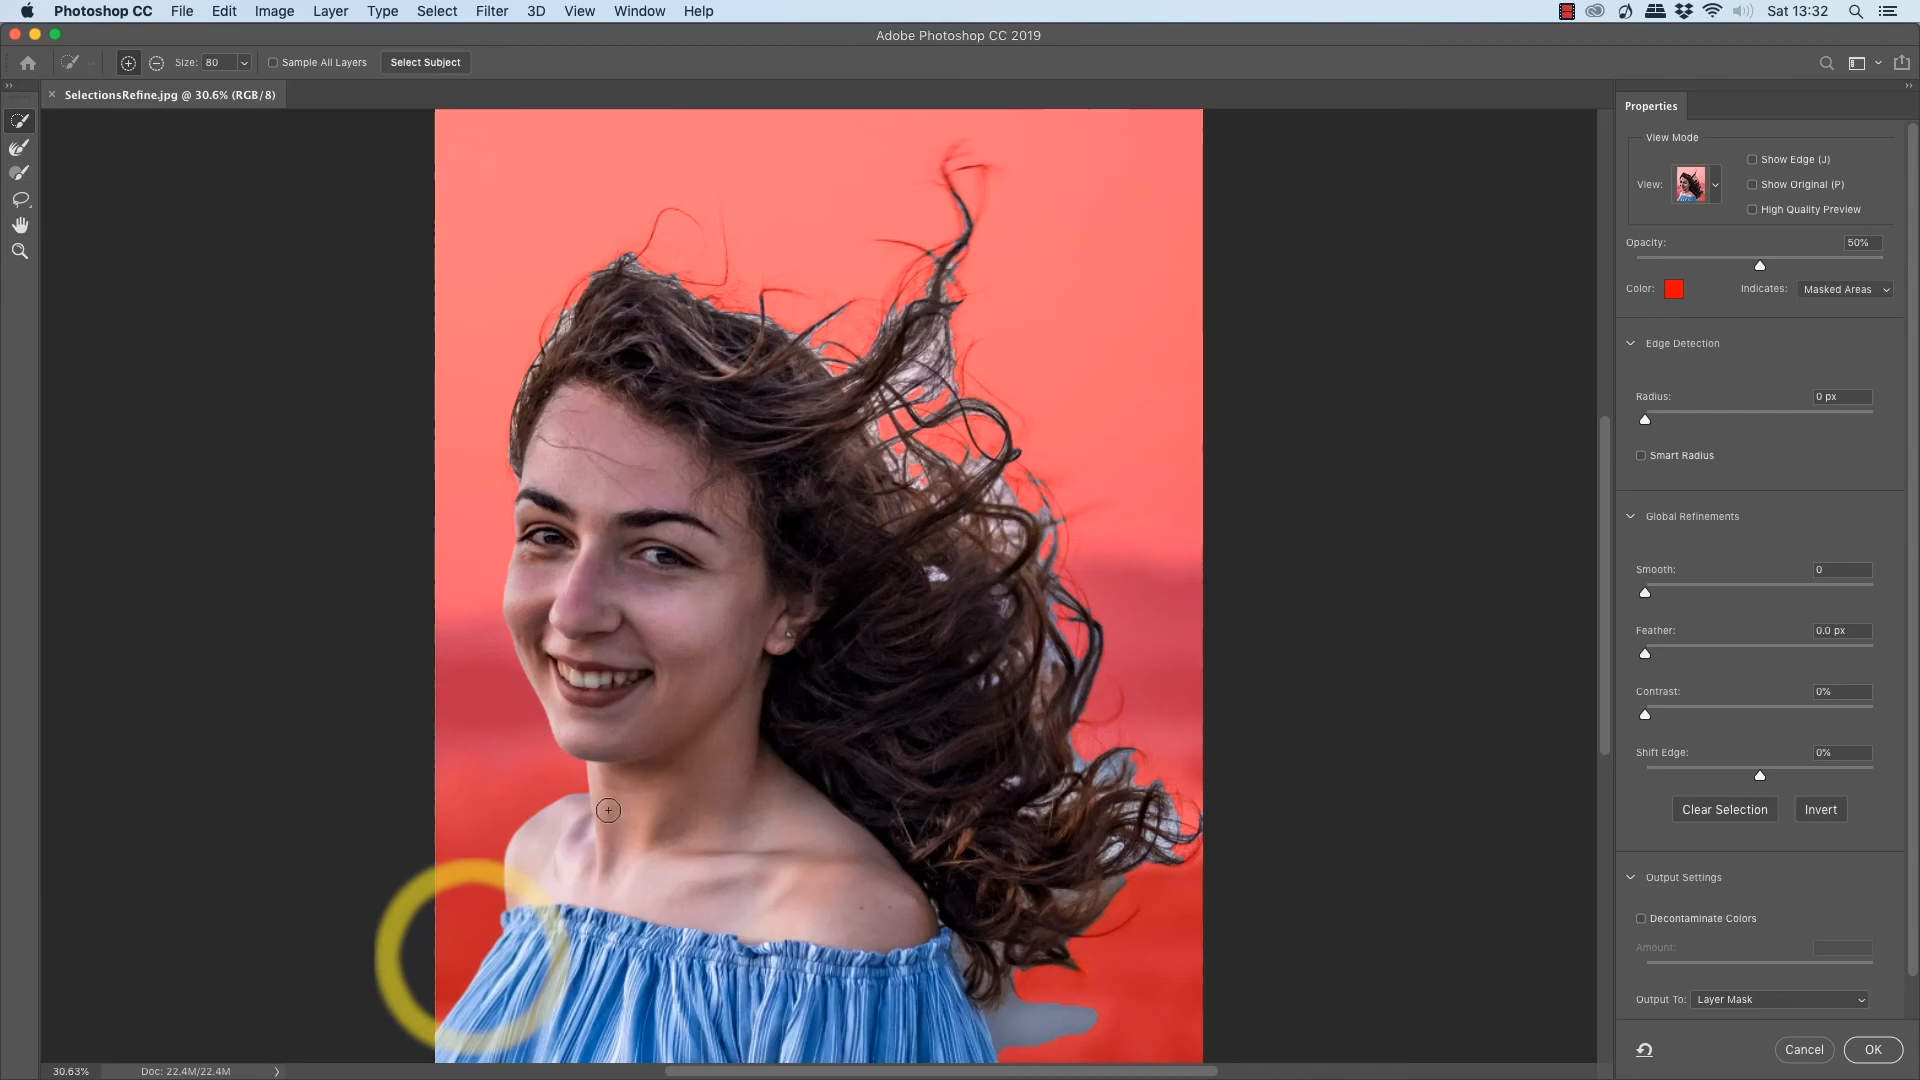 Photoshop CC File Edit Image Layer Type Select Filter 3D View Window Help Sat 13:32
Adobe Photoshop CC 2019
Size: 80 Sample All Layers Select Subject
SelectionsRefine.jpg @ 30.6% (RGB/8)
Properties
View Mode
Show Edge (J)
View: Show Original (P)
High Quality Preview
Opacity: 50%
Color: Indicates: Masked Areas
Edge Detection
Radius: 0 px
Smart Radius
Global Refinements
Smooth: 0
Feather: 0.0 px
Contrast: 0%
Shift Edge: 0%
Clear Selection Invert
Output Settings
Decontaminate Colors
Amount:
Output To: Layer Mask
Cancel OK
30.63% Doc: 22.4M/22.4M